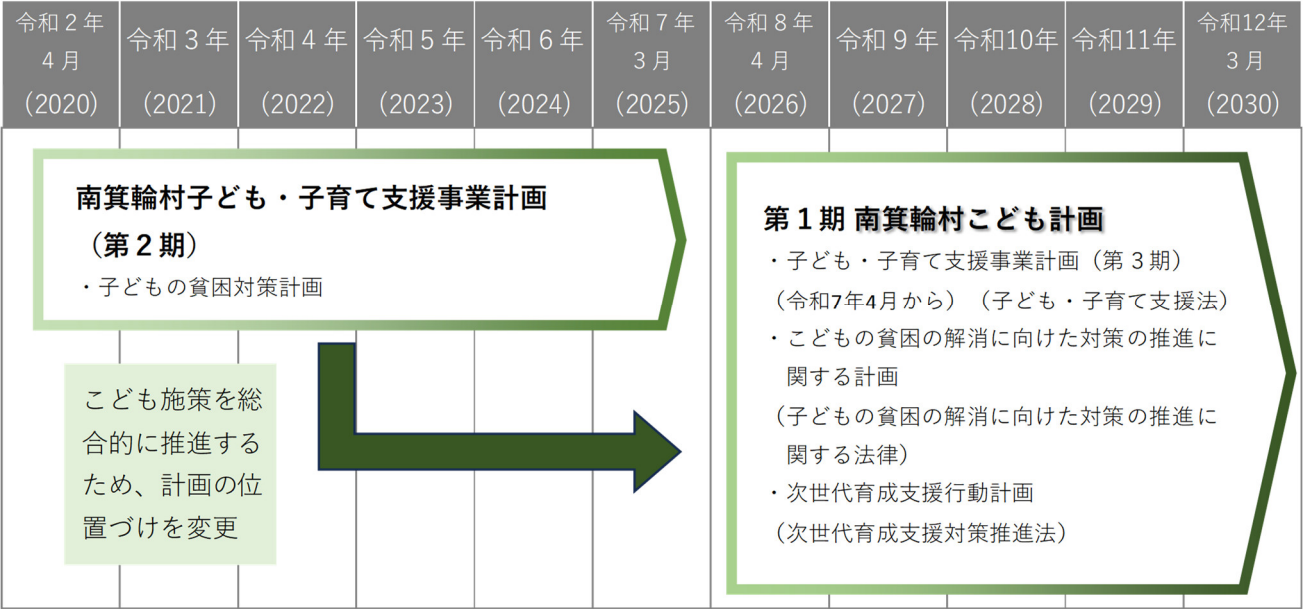 令和２年
４月
(2020)
令和３年
(2021)
令和４年
(2022)
令和５年
(2023)
令和６年
(2024)
令和７年
３月
(2025)
令和８年
４月
(2026)
令和９年
(2027)
令和10年
(2028)
令和11年
(2029)
令和12年
３月
(2030)
南箕輪村子ども・子育て支援事業計画
（第２期）
・子どもの貧困対策計画
こども施策を総
合的に推進する
ため、計画の位
置づけを変更
第１期 南箕輪村こども計画
・子ども・子育て支援事業計画（第３期）
（令和7年4月から）（子ども・子育て支援法）
・こどもの貧困の解消に向けた対策の推進に
関する計画
（子どもの貧困の解消に向けた対策の推進に
関する法律）
・次世代育成支援行動計画
（次世代育成支援対策推進法）